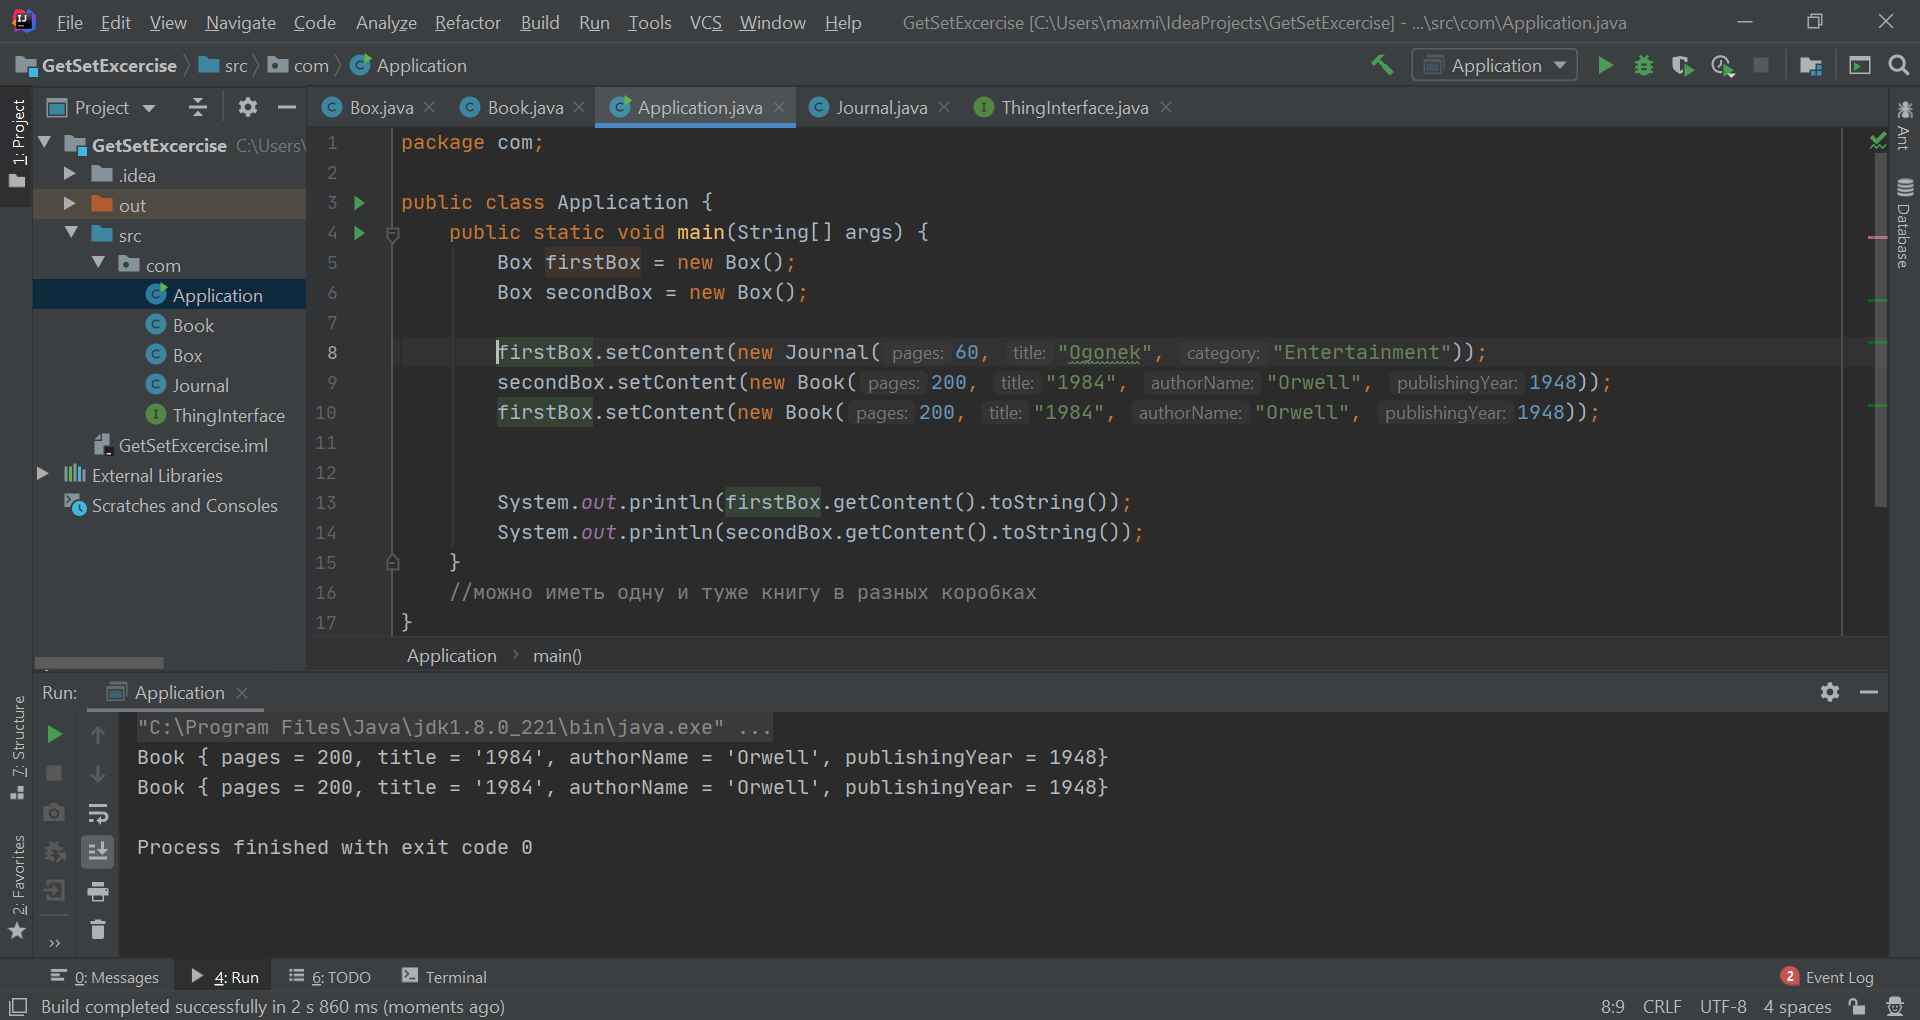 File Edit View Navigate Code Analyze Refactor Build Run Tools VCS Window Help GetSetExcercise [C:\Users\maxmi\IdeaProjects\GetSetExcercise] - ...\src\com\Application.java
GetSetExcercise src com Application Application
1: Project
Project
Box.java Book.java Application.java Journal.java ThingInterface.java
GetSetExcercise C:\Users\
.idea
out
src
com
Application
Book
Box
Journal
ThingInterface
GetSetExcercise.iml
External Libraries
Scratches and Consoles
1 package com;
2
3 public class Application {
4 public static void main(String[] args) {
5 Box firstBox = new Box();
6 Box secondBox = new Box();
7
8 firstBox.setContent(new Journal( pages: 60, title: "Ogonek", category: "Entertainment"));
9 secondBox.setContent(new Book( pages: 200, title: "1984", authorName: "Orwell", publishingYear: 1948));
10 firstBox.setContent(new Book( pages: 200, title: "1984", authorName: "Orwell", publishingYear: 1948));
11
12
13 System.out.println(firstBox.getContent().toString());
14 System.out.println(secondBox.getContent().toString());
15 }
16 //можно иметь одну и туже книгу в разных коробках
17 }
Application main()
Ant
Database
Run: Application
7: Structure
2: Favorites
"C:\Program Files\Java\jdk1.8.0_221\bin\java.exe" ...
Book { pages = 200, title = '1984', authorName = 'Orwell', publishingYear = 1948}
Book { pages = 200, title = '1984', authorName = 'Orwell', publishingYear = 1948}
Process finished with exit code 0
0: Messages 4: Run 6: TODO Terminal 2 Event Log
Build completed successfully in 2 s 860 ms (moments ago) 8:9 CRLF UTF-8 4 spaces